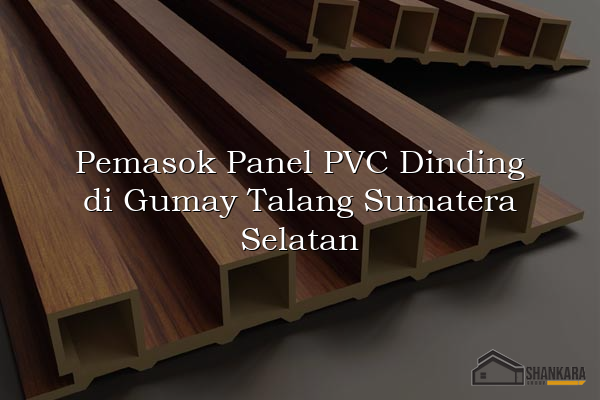 Pemasok Panel PVC Dinding
di Gumay Talang Sumatera
Selatan
SHANKARA